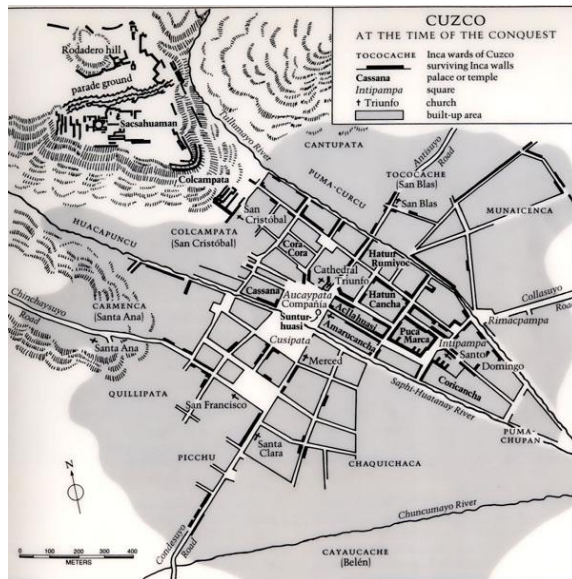 CUZCO
AT THE TIME OF THE CONQUEST
TOCOCACHE Inca wards of Cuzco
surviving Inca walls
Cassana palace or temple
Intipampa square
Triunfo church
built-up area
Rodadero hill
parade ground
Sacsahuaman
Tullumayo River
CANTUPATA
Antisuyo
Road
Colcampata
PUMA-CURCU
TOCOCACHE
(San Blas)
San Blas
MUNAICENCA
San
Cristóbal
HUACAPUNCU
COLCAMPATA
(San Cristóbal)
Cora
Cora
Hatun
Rumiyoc
Cathedral
Triunfo
Chinchaysuyo
Road
CARMENCA
(Santa Ana)
Cassana
Aucaypata
Compañía
Hatun
Cancha
Collasuyo
Road
Suntur-
huasi
Acllahuasi
Rimacpampa
Santa Ana
Amarucancha
Puca
Marca
Intipampa
Cusipata
Santo
Domingo
Merced
QUILLIPATA
Saphi-Huatanay River
Coricancha
San Francisco
PUMA-
CHUPAN
Santa
Clara
PICCHU
CHAQUICHACA
N
Chuncumayo River
400 300 200 100 0
METERS
Condesuyo
Road
CAYAUCACHE
(Belén)